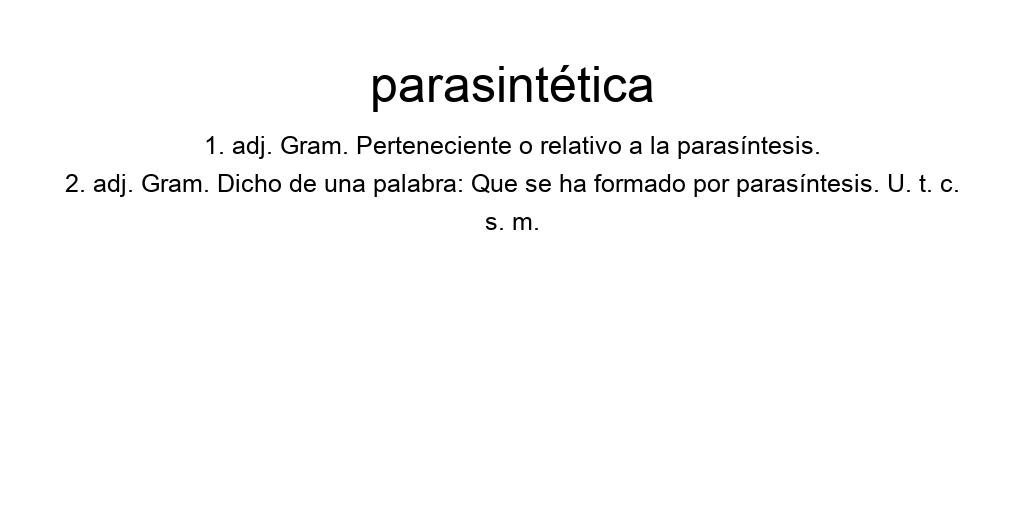 parasintética
1. adj. Gram. Perteneciente o relativo a la parasíntesis.
2. adj. Gram. Dicho de una palabra: Que se ha formado por parasíntesis. U. t. c.
s. m.